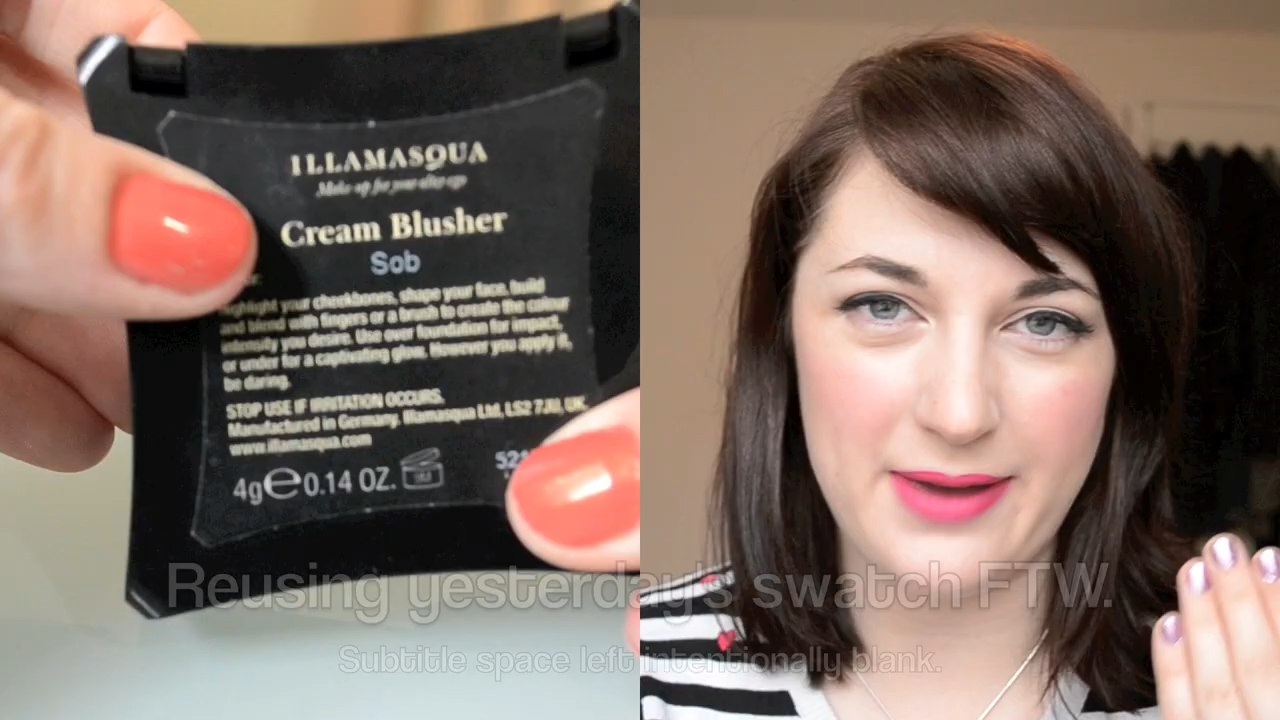 ILLAMASQUA
Make-up for your alter ego
Cream Blusher
Sob
highlight your cheekbones, shape your face, build
and blend with fingers or a brush to create the colour
intensity you desire. Use over foundation for impact,
or under for a captivating glow. However you apply it,
be daring.
STOP USE IF IRRITATION OCCURS.
Manufactured in Germany. Illamasqua Ltd, LS2 7JU, UK.
www.illamasqua.com
4g ℮ 0.14 OZ.
521
Reusing yesterday's swatch FTW.
Subtitle space left intentionally blank.